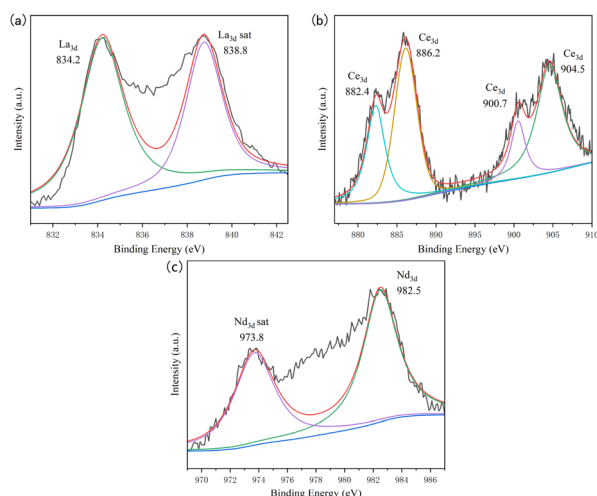 (a)
La3d
834.2
La3d sat
838.8
Intensity (a.u.)
832 834 836 838 840 842
Binding Energy (eV)
(b)
Ce3d
882.4
Ce3d
886.2
Ce3d
900.7
Ce3d
904.5
Intensity (a.u.)
880 885 890 895 900 905 910
Binding Energy (eV)
(c)
Nd3d sat
973.8
Nd3d
982.5
Intensity (a.u.)
970 972 974 976 978 980 982 984 986
Binding Energy (eV)